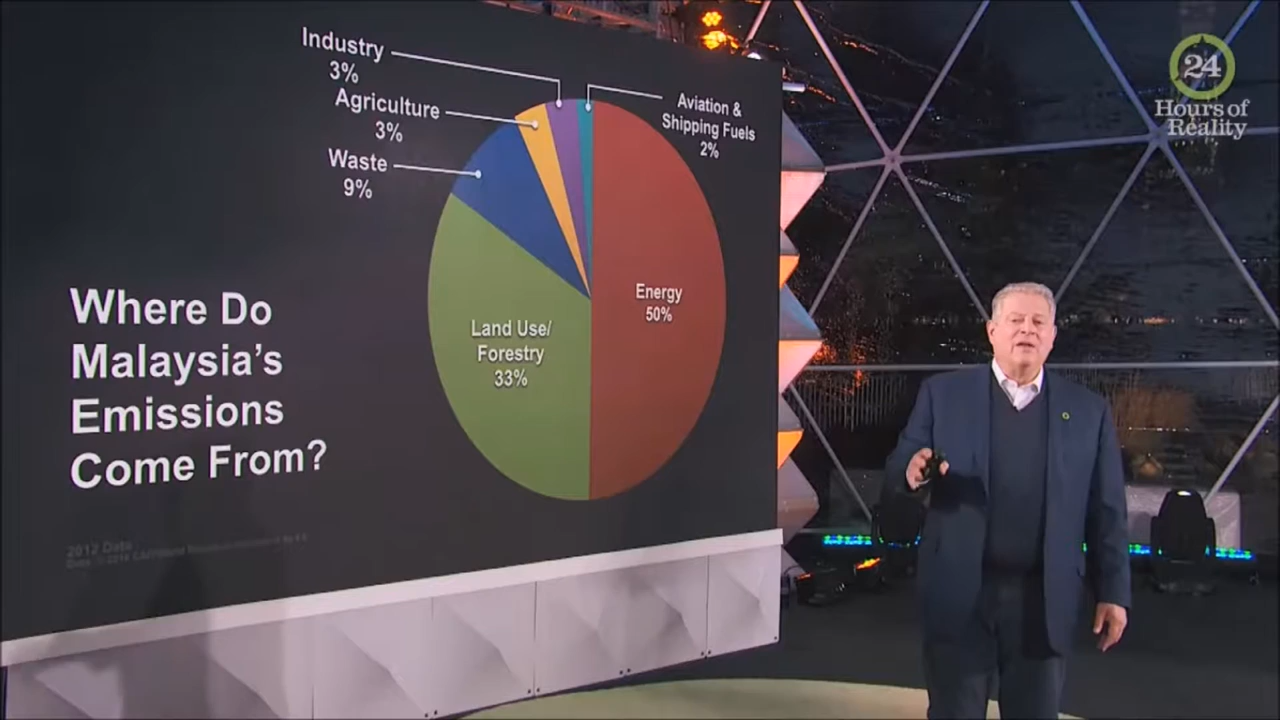 Industry
3%
Agriculture
3%
Waste
9%
Aviation &
Shipping Fuels
2%
Energy
50%
Land Use/
Forestry
33%
Where Do
Malaysia's
Emissions
Come From?
2012 Data
24
Hours of
Reality